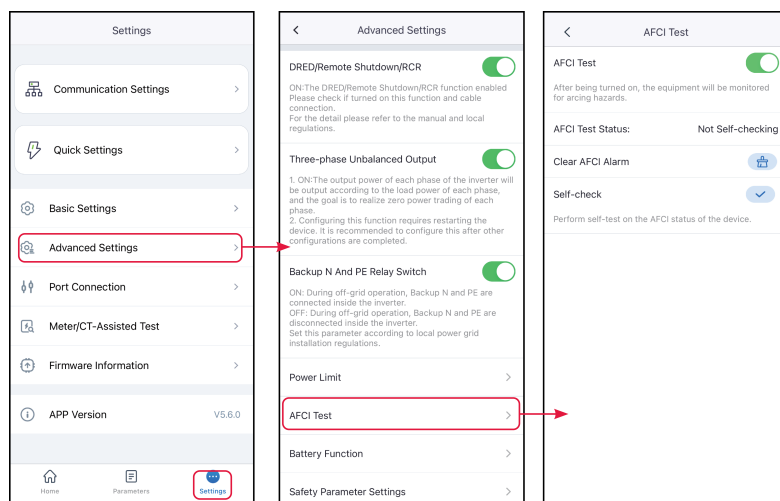 Settings
Communication Settings
Quick Settings
Basic Settings
Advanced Settings
Port Connection
Meter/CT-Assisted Test
Firmware Information
APP Version V5.6.0
Home Parameters Settings
Advanced Settings
DRED/Remote Shutdown/RCR
ON:The DRED/Remote Shutdown/RCR function enabled
Please check if turned on this function and cable
connection.
For the detail please refer to the manual and local
regulations.
Three-phase Unbalanced Output
1. ON:The output power of each phase of the inverter will
be output according to the load power of each phase,
and the goal is to realize zero power trading of each
phase.
2. Configuring this function requires restarting the
device. It is recommended to configure this after other
configurations are completed.
Backup N And PE Relay Switch
ON: During off-grid operation, Backup N and PE are
connected inside the inverter.
OFF: During off-grid operation, Backup N and PE are
disconnected inside the inverter.
Set this parameter according to local power grid
installation regulations.
Power Limit
AFCI Test
Battery Function
Safety Parameter Settings
AFCI Test
AFCI Test
After being turned on, the equipment will be monitored
for arcing hazards.
AFCI Test Status: Not Self-checking
Clear AFCI Alarm
Self-check
Perform self-test on the AFCI status of the device.